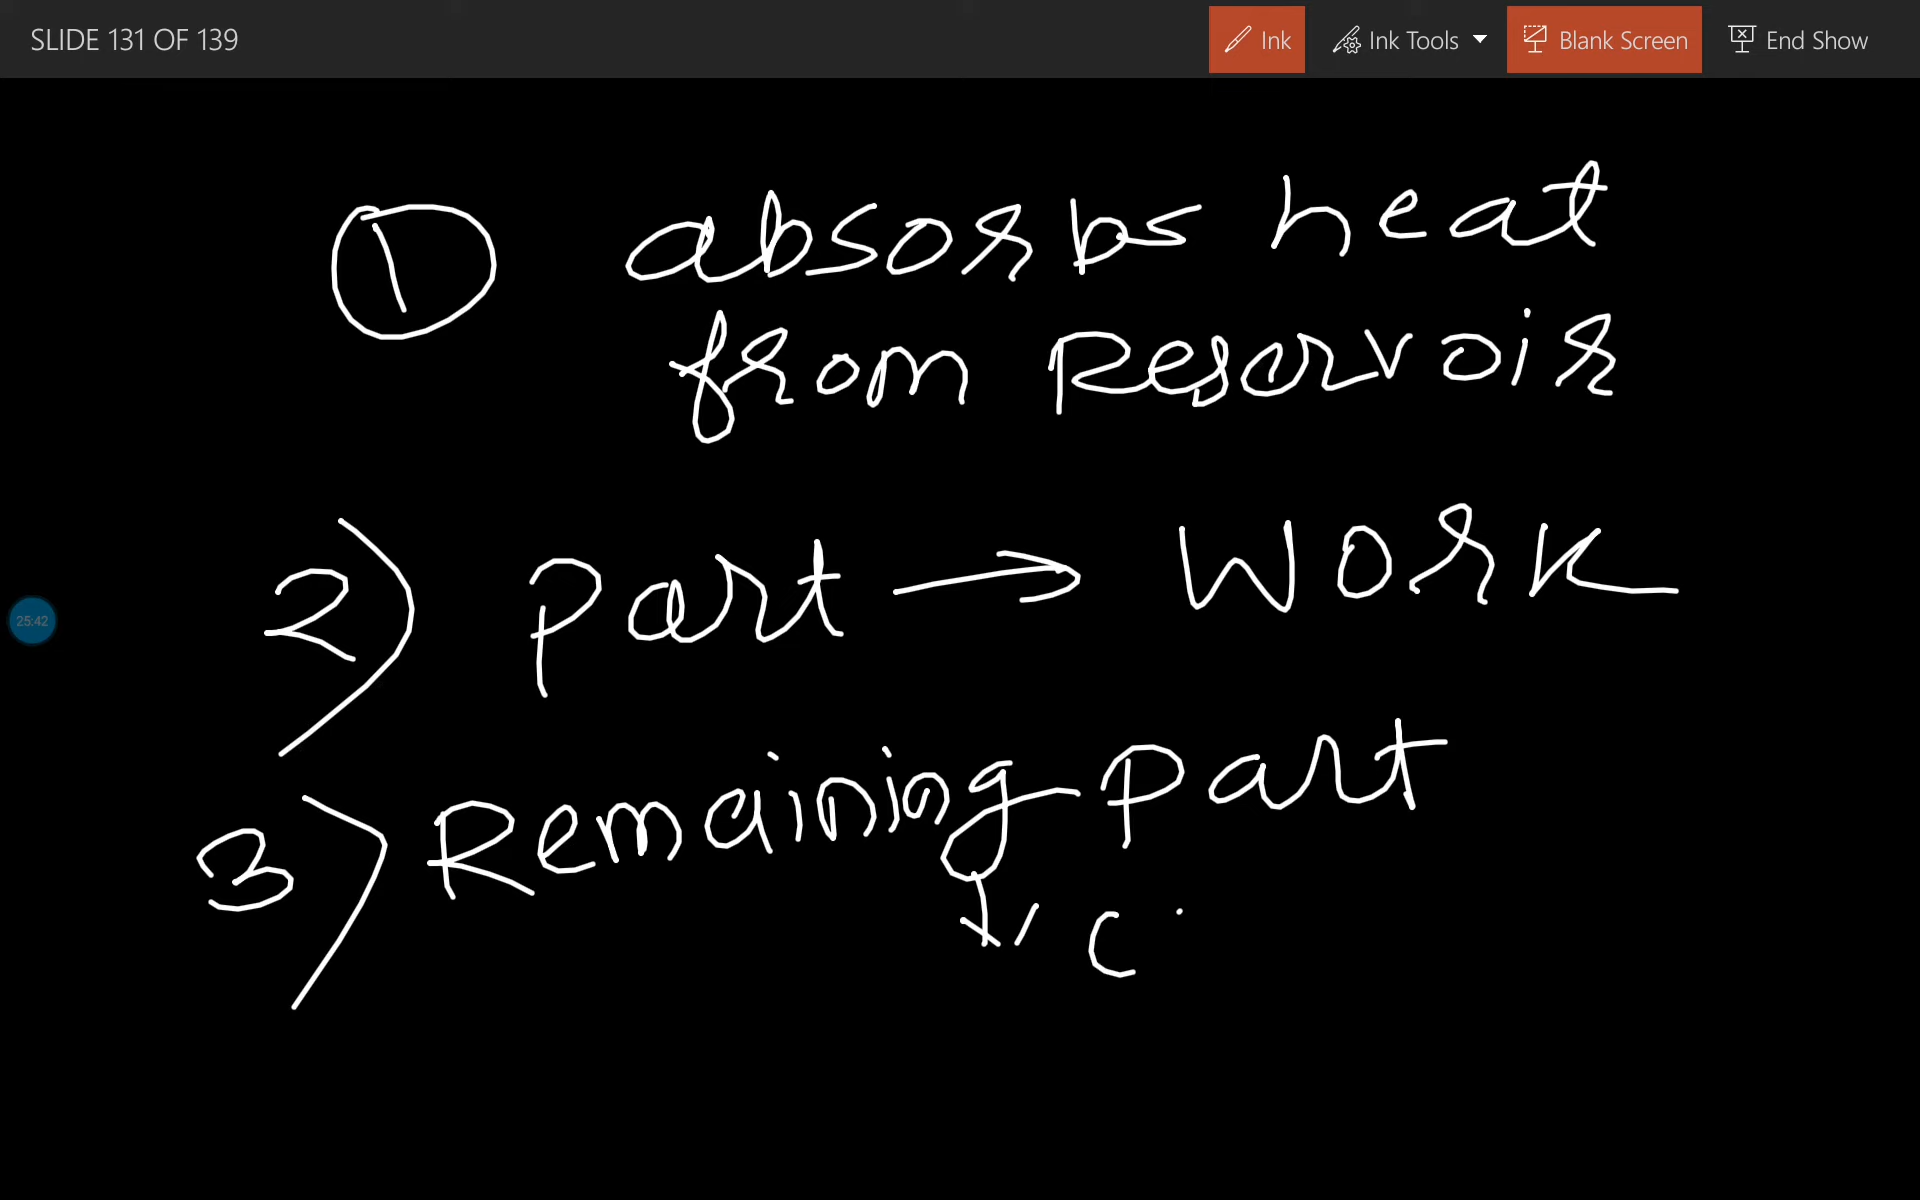 SLIDE 131 OF 139 Ink Ink Tools Blank Screen End Show
1 absorbs heat
from Reservoir
25:42
2) part → Work
3) Remaining part